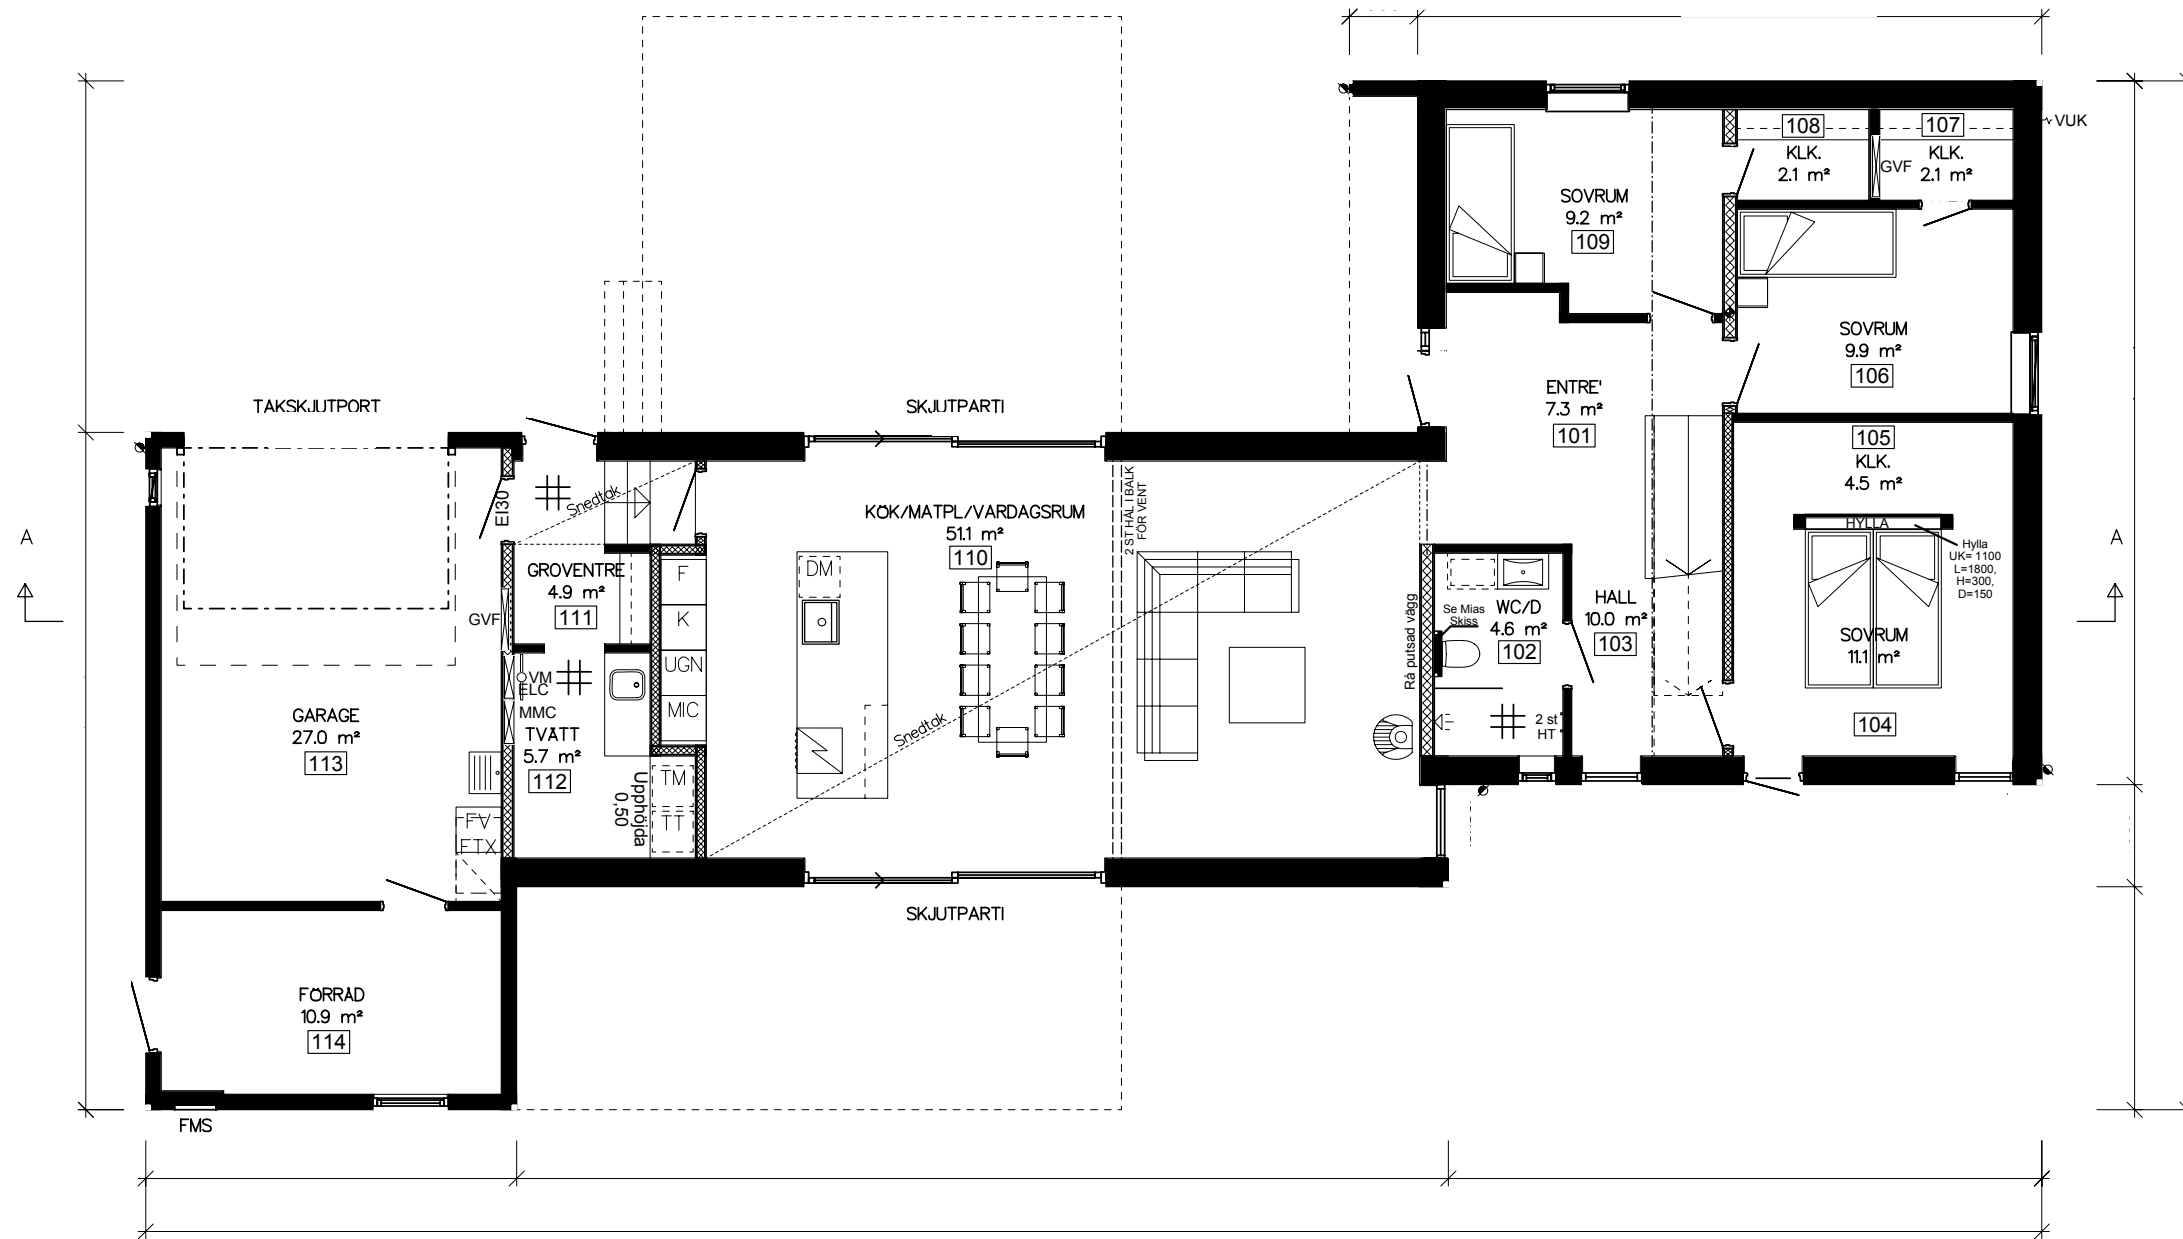 VUK
108
KLK.
2.1 m²
107
KLK.
2.1 m²
GVF
SOVRUM
9.2 m²
109
SOVRUM
9.9 m²
106
ENTRE'
7.3 m²
101
TAKSKJUTPORT
SKJUTPARTI
105
KLK.
4.5 m²
HYLLA
Hylla
UK= 1100
L=1800,
H=300,
D=150
SOVRUM
11.1 m²
104
A
A
EI30
Snedtak
KÖK/MATPL/VARDAGSRUM
51.1 m²
110
2 ST HÅL I BALK
FÖR VENT
GROVENTRE
4.9 m²
111
GVF
F
K
UGN
MIC
DM
Snedtak
Rå putsad vägg
Se Mias
Skiss
WC/D
4.6 m²
102
2 st
HT
HALL
10.0 m²
103
VM
ELC
MMC
TVÄTT
5.7 m²
112
Upphöjda
0,50
TM
TT
GARAGE
27.0 m²
113
FV
FTX
SKJUTPARTI
FÖRRÅD
10.9 m²
114
FMS